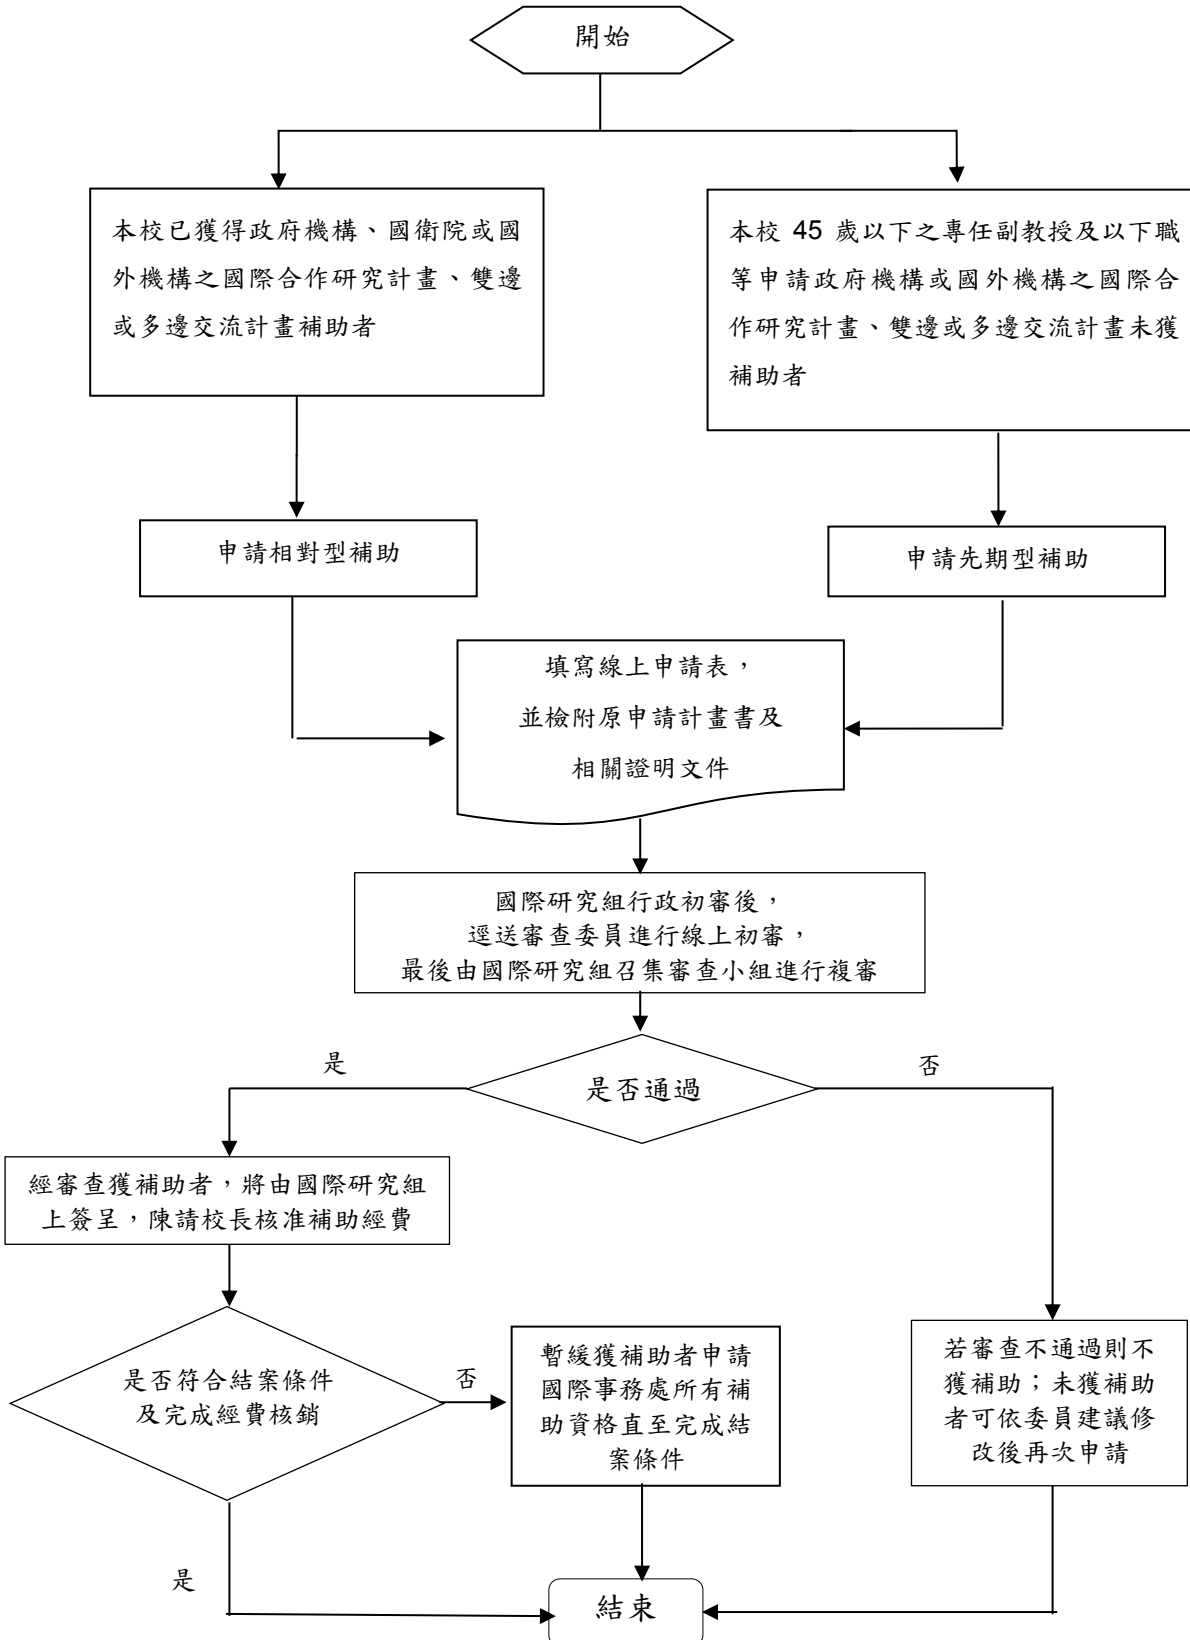 開始
本校已獲得政府機構、國衛院或國
外機構之國際合作研究計畫、雙邊
或多邊交流計畫補助者
本校 45 歲以下之專任副教授及以下職
等申請政府機構或國外機構之國際合
作研究計畫、雙邊或多邊交流計畫未獲
補助者
申請相對型補助
申請先期型補助
填寫線上申請表，
並檢附原申請計畫書及
相關證明文件
國際研究組行政初審後，
逕送審查委員進行線上初審，
最後由國際研究組召集審查小組進行複審
是否通過
是
否
經審查獲補助者，將由國際研究組
上簽呈，陳請校長核准補助經費
是否符合結案條件
及完成經費核銷
否
暫緩獲補助者申請
國際事務處所有補
助資格直至完成結
案條件
若審查不通過則不
獲補助；未獲補助
者可依委員建議修
改後再次申請
是
結束